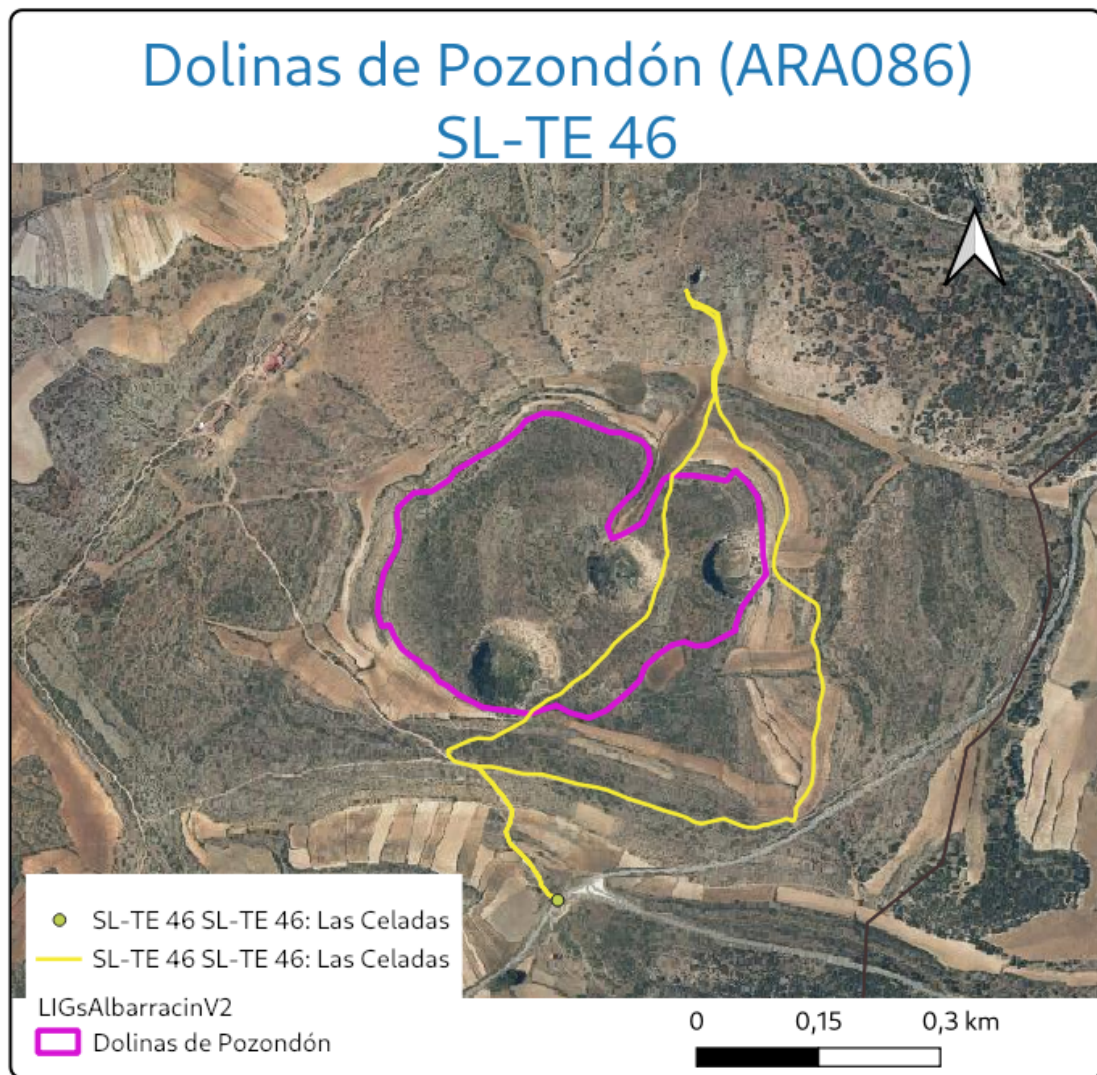 Dolinas de Pozondón (ARA086)
SL-TE 46
SL-TE 46 SL-TE 46: Las Celadas
SL-TE 46 SL-TE 46: Las Celadas
LIGsAlbarracinV2
Dolinas de Pozondón
0 0,15 0,3 km